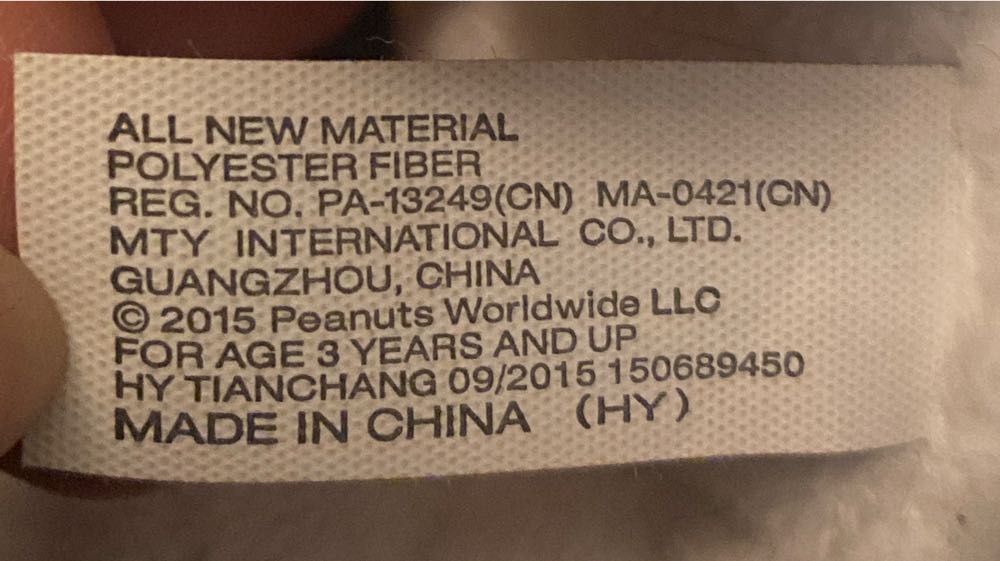 ALL NEW MATERIAL
POLYESTER FIBER
REG. NO. PA-13249(CN) MA-0421(CN)
MTY INTERNATIONAL CO., LTD.
GUANGZHOU, CHINA
© 2015 Peanuts Worldwide LLC
FOR AGE 3 YEARS AND UP
HY TIANCHANG 09/2015 150689450
MADE IN CHINA (HY)